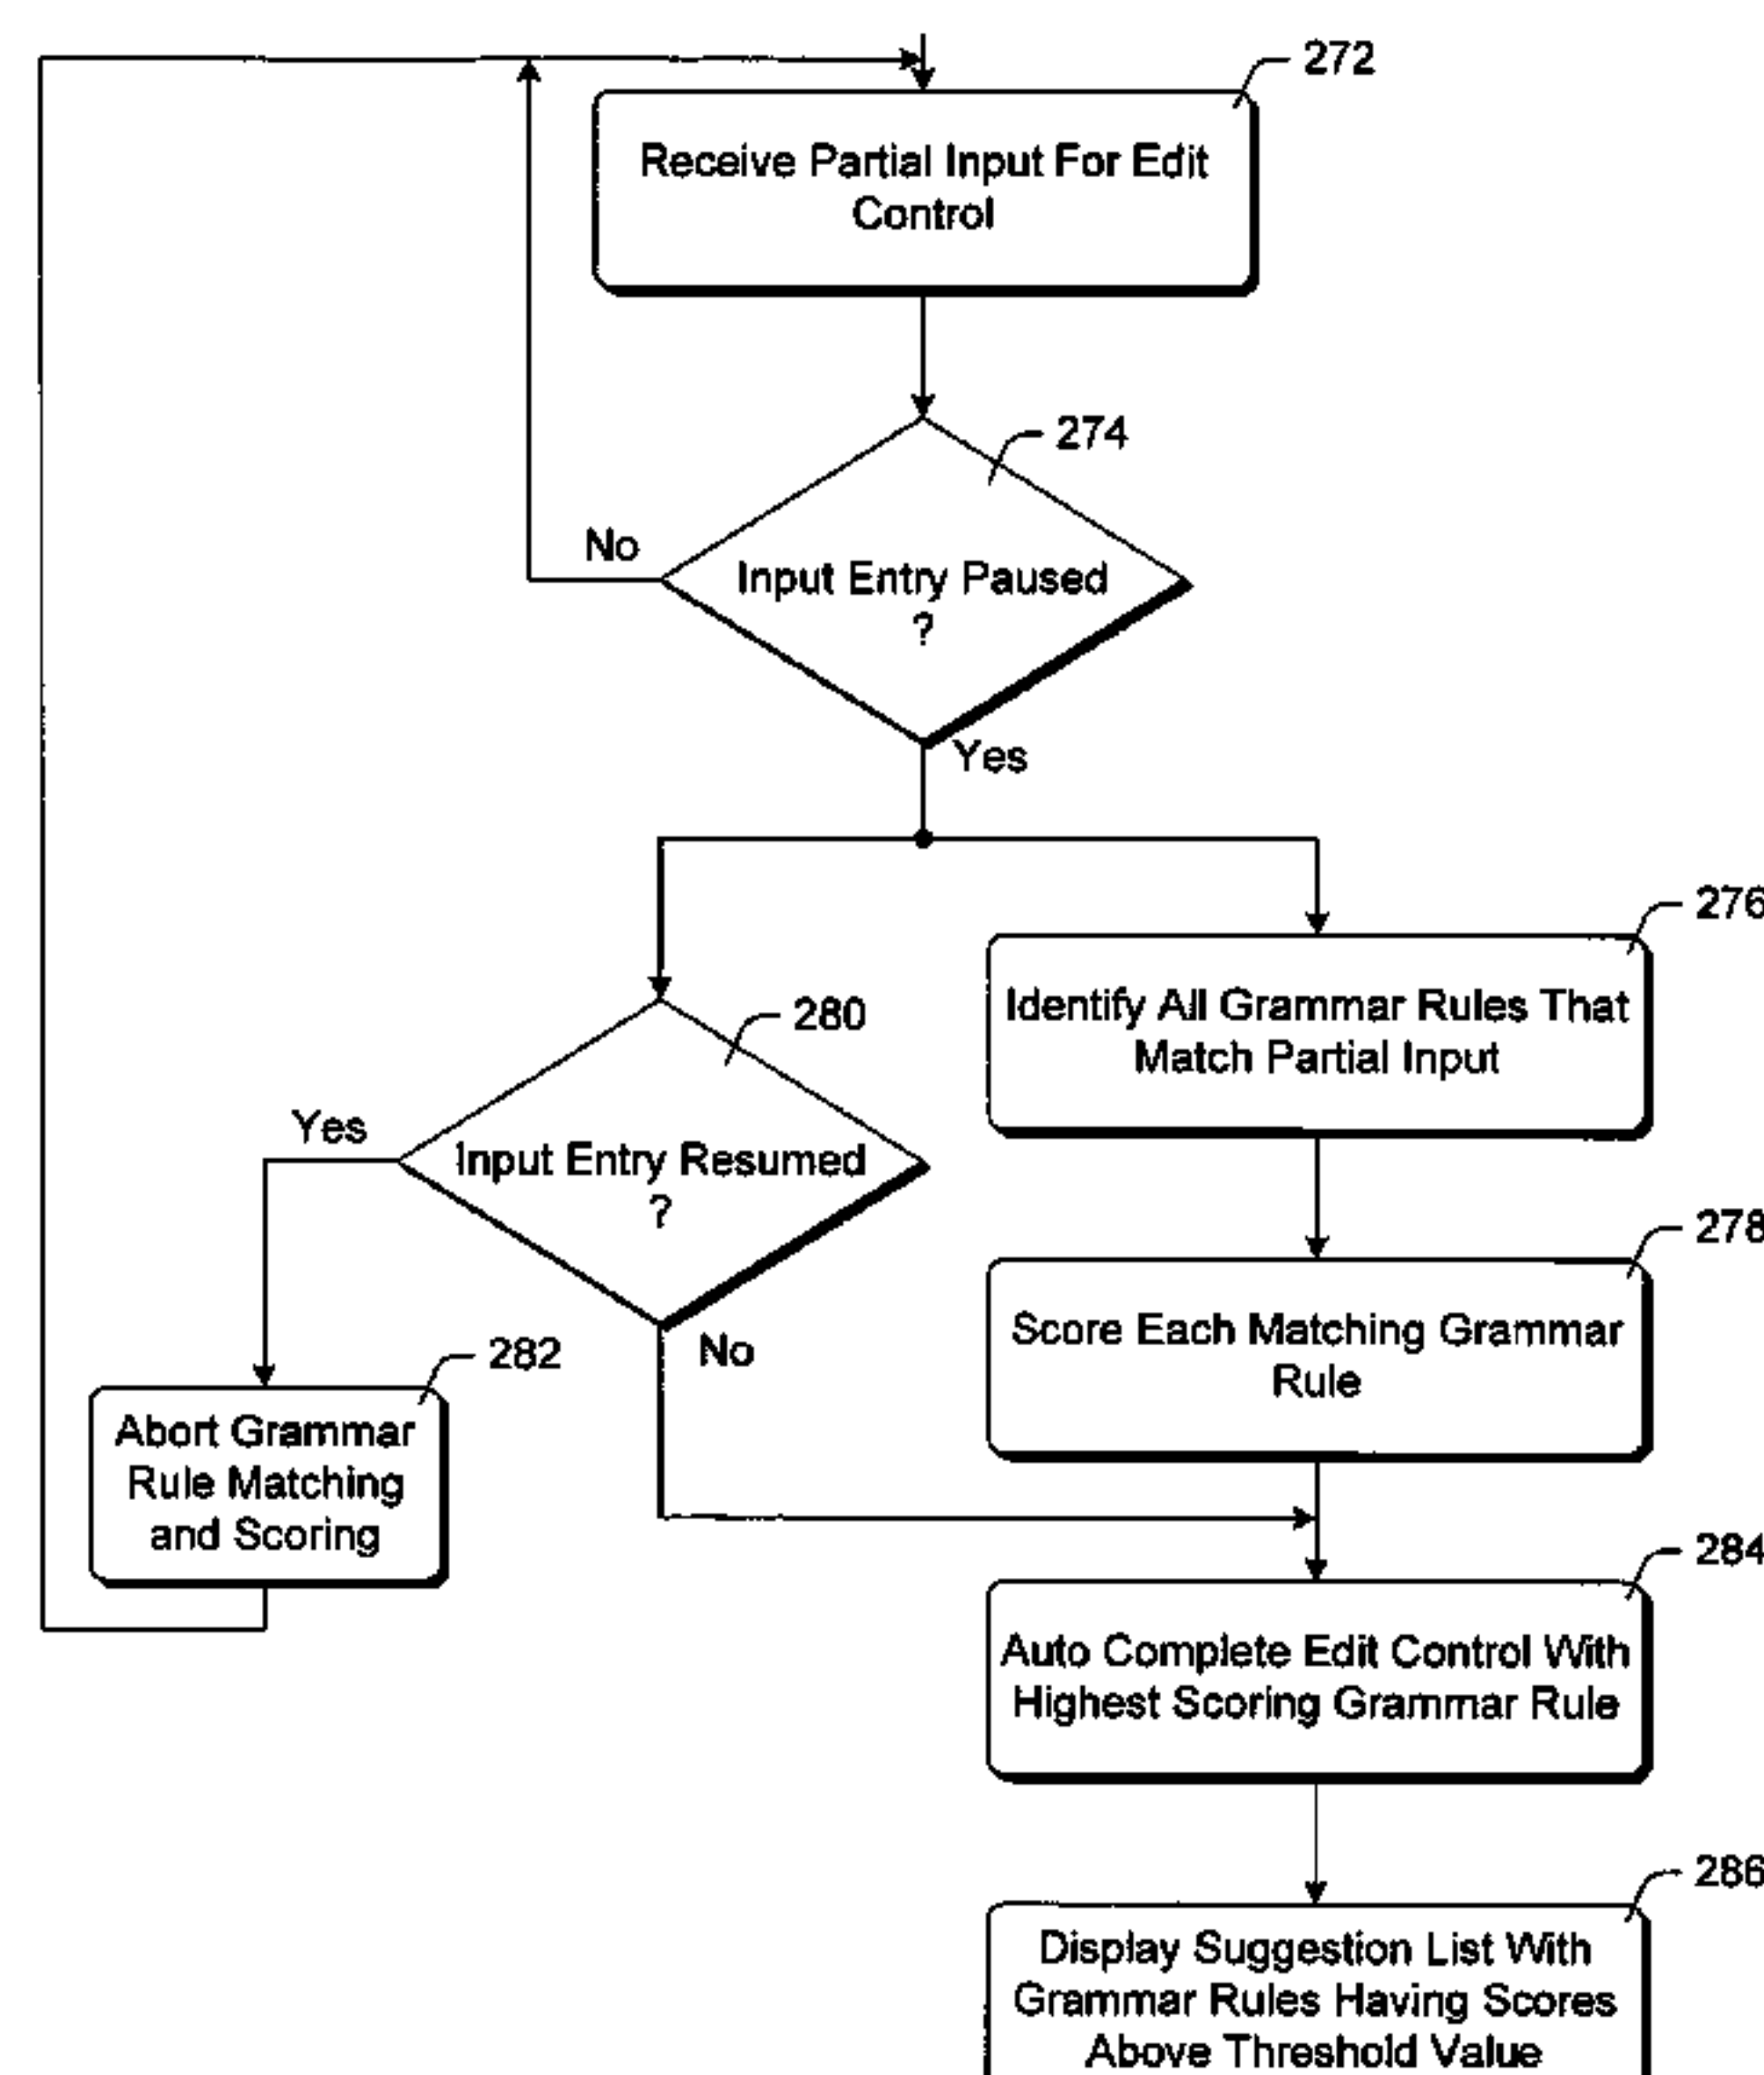 272
Receive Partial Input For Edit
Control
274
No
Input Entry Paused
?
Yes
276
Identify All Grammar Rules That
Match Partial Input
280
Yes
Input Entry Resumed
?
No
278
Score Each Matching Grammar
Rule
282
Abort Grammar
Rule Matching
and Scoring
284
Auto Complete Edit Control With
Highest Scoring Grammar Rule
286
Display Suggestion List With
Grammar Rules Having Scores
Above Threshold Value